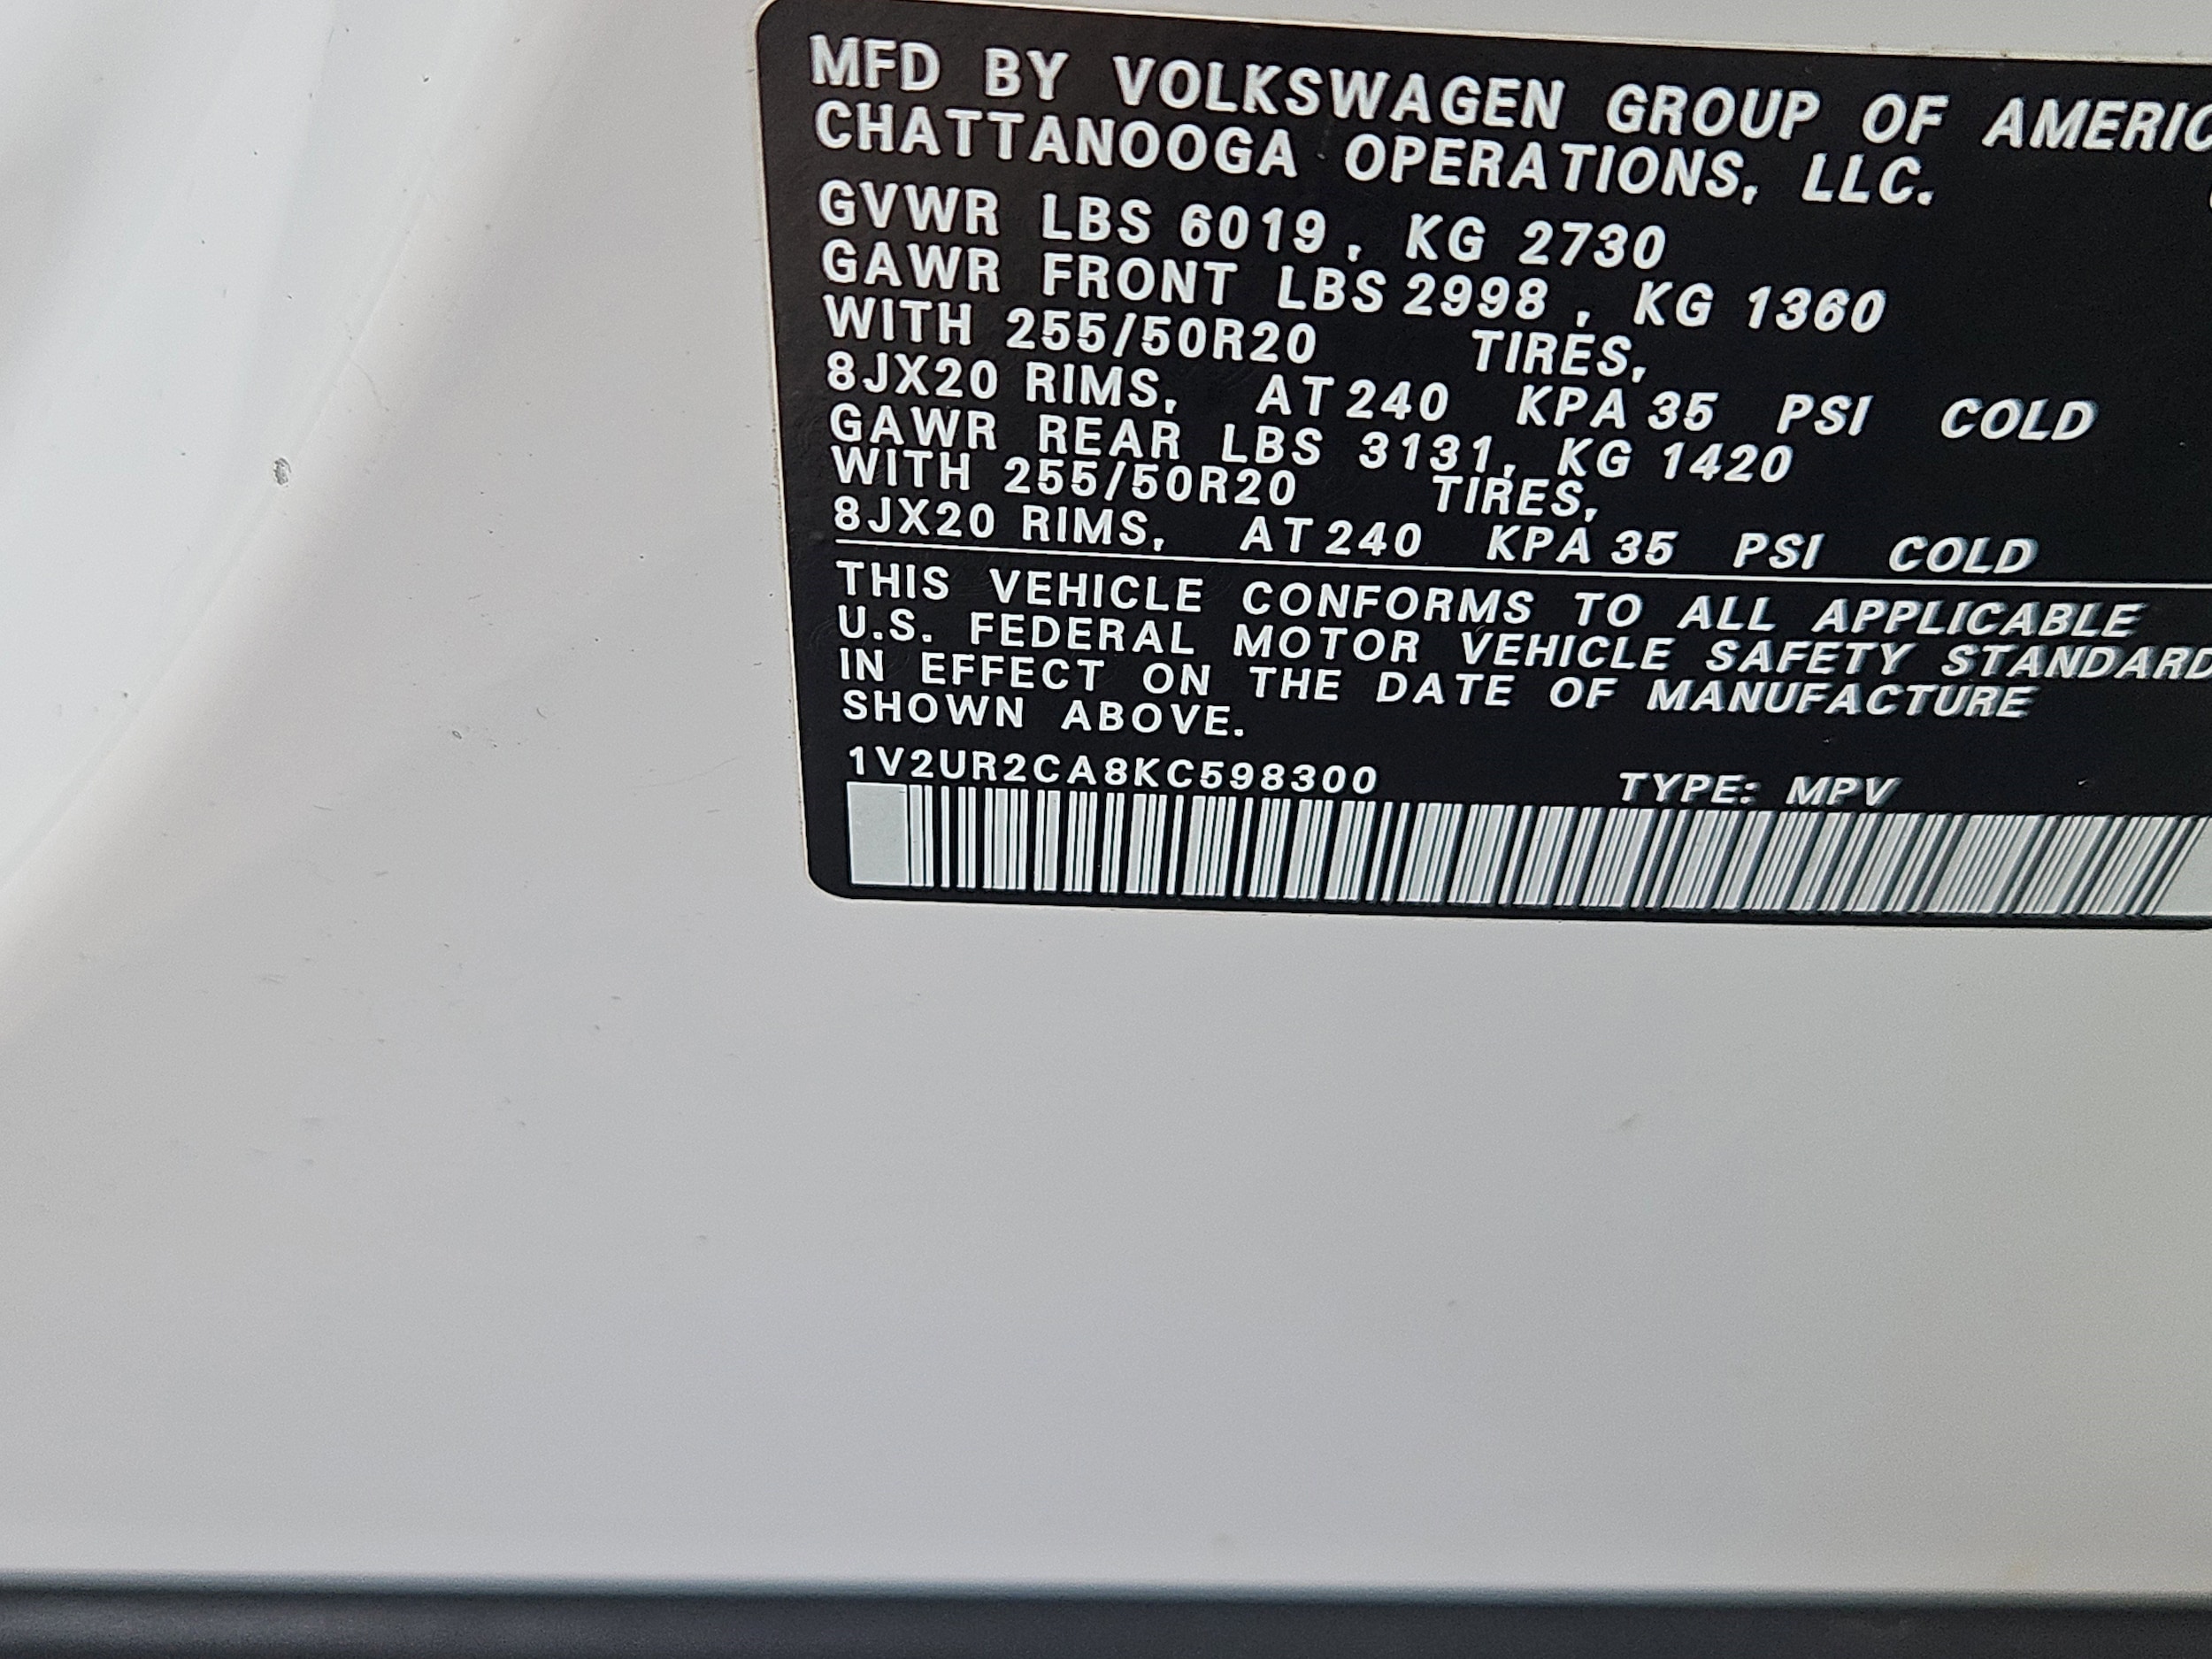 MFD BY VOLKSWAGEN GROUP OF
CHATTANOOGA OPERATIONS, LLC.
GVWR LBS 6019, KG 2730
GAWR FRONT LBS 2998, KG 1360
WITH 255/50R20 TIRES,
8JX20 RIMS, AT 240 KPA 35 PSI COLD
GAWR REAR LBS 3131, KG 1420
WITH 255/50R20 TIRES,
8JX20 RIMS, AT 240 KPA 35 PSI COLD
THIS VEHICLE CONFORMS TO ALL APPLICABLE
U.S. FEDERAL MOTOR VEHICLE SAFETY STANDARD
IN EFFECT ON THE DATE OF MANUFACTURE
SHOWN ABOVE.
1V2UR2CA8KC598300 TYPE: MPV